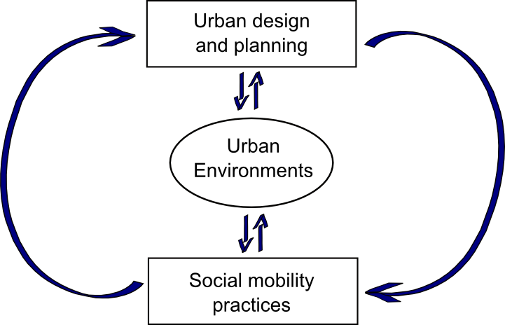 Urban design
and planning
Urban
Environments
Social mobility
practices